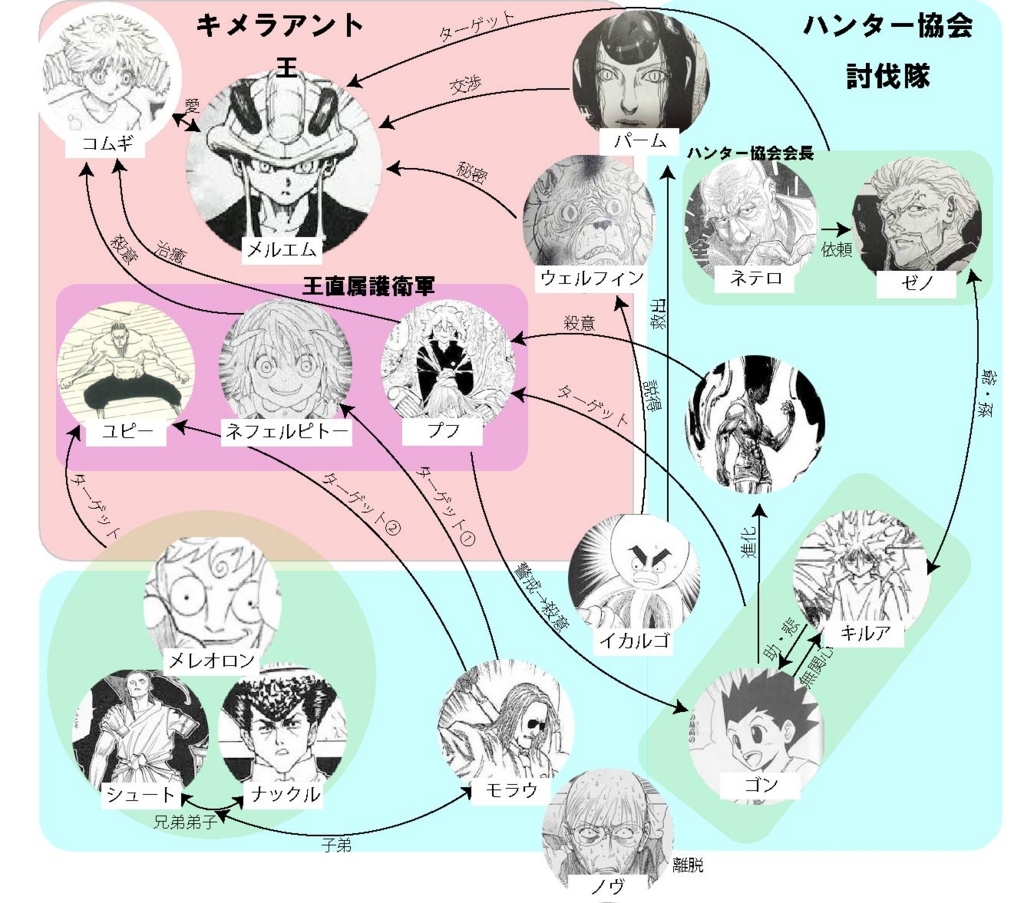 キメラアント
ハンター協会
討伐隊
王
ターゲット
交渉
パーム
愛
コムギ
メルエム
秘密
ハンター協会会長
ウェルフィン
ネテロ
依頼
ゼノ
殺意
治癒
王直属護衛軍
ユピー
ネフェルピトー
プフ
殺意
救出
説得
ターゲット
爺・孫
ターゲット
ターゲット②
ターゲット①
警戒→殺意
進化
イカルゴ
キルア
助・悲
無関心
メレオロン
シュート
ナックル
兄弟弟子
子弟
モラウ
ゴン
ノヴ
離脱